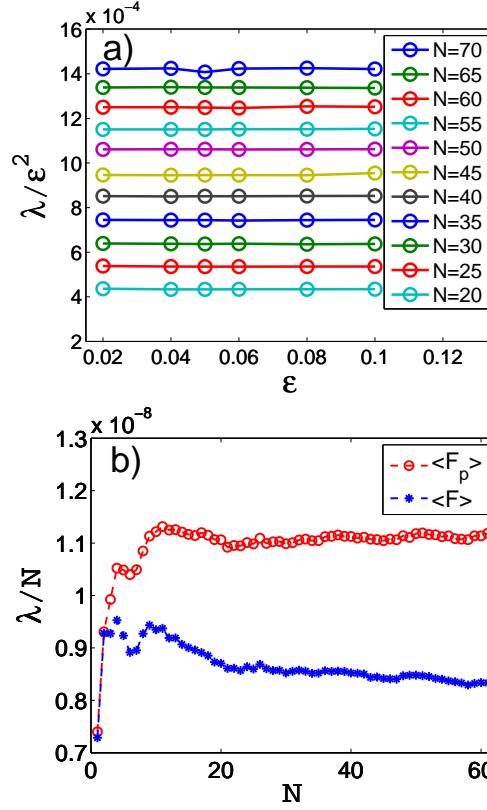 x 10⁻⁴
a)
16
14
12
10
8
6
4
2
λ/ε²
0.02 0.04 0.06 0.08 0.1 0.12
ε
N=70
N=65
N=60
N=55
N=50
N=45
N=40
N=35
N=30
N=25
N=20
x 10⁻⁸
b)
1.3
1.2
1.1
1
0.9
0.8
0.7
λ/N
0 20 40 60
N
<F_p>
<F>